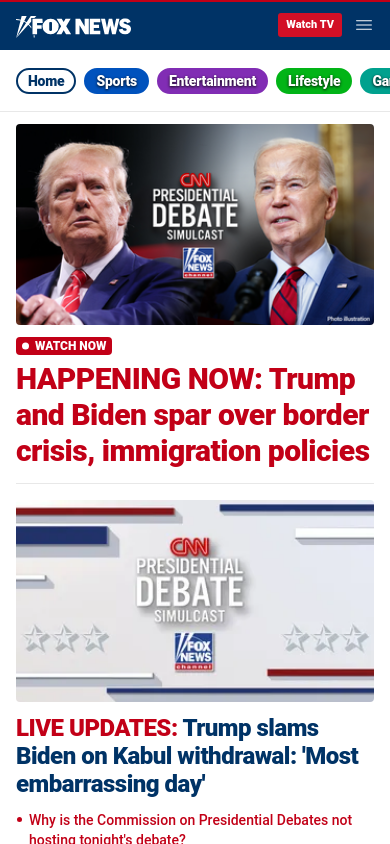 FOX NEWS
Watch TV
Home
Sports
Entertainment
Lifestyle
CNN
PRESIDENTIAL
DEBATE
SIMULCAST
FOX
NEWS
channel
Photo illustration
WATCH NOW
HAPPENING NOW: Trump
and Biden spar over border
crisis, immigration policies
CNN
PRESIDENTIAL
DEBATE
SIMULCAST
FOX
NEWS
channel
LIVE UPDATES: Trump slams
Biden on Kabul withdrawal: 'Most
embarrassing day'
• Why is the Commission on Presidential Debates not
hosting tonight's debate?